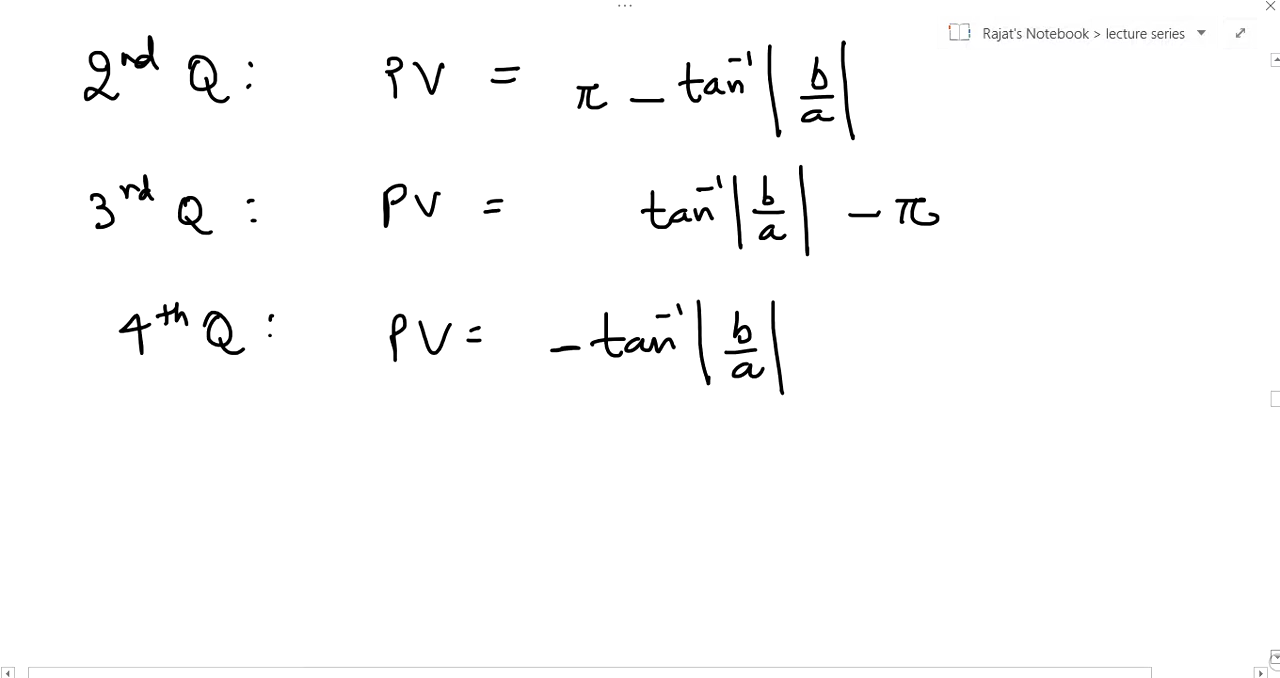 Rajat's Notebook > lecture series
2nd Q: PV = π - tan⁻¹ |b/a|
3rd Q: PV = tan⁻¹ |b/a| - π
4th Q: PV = - tan⁻¹ |b/a|